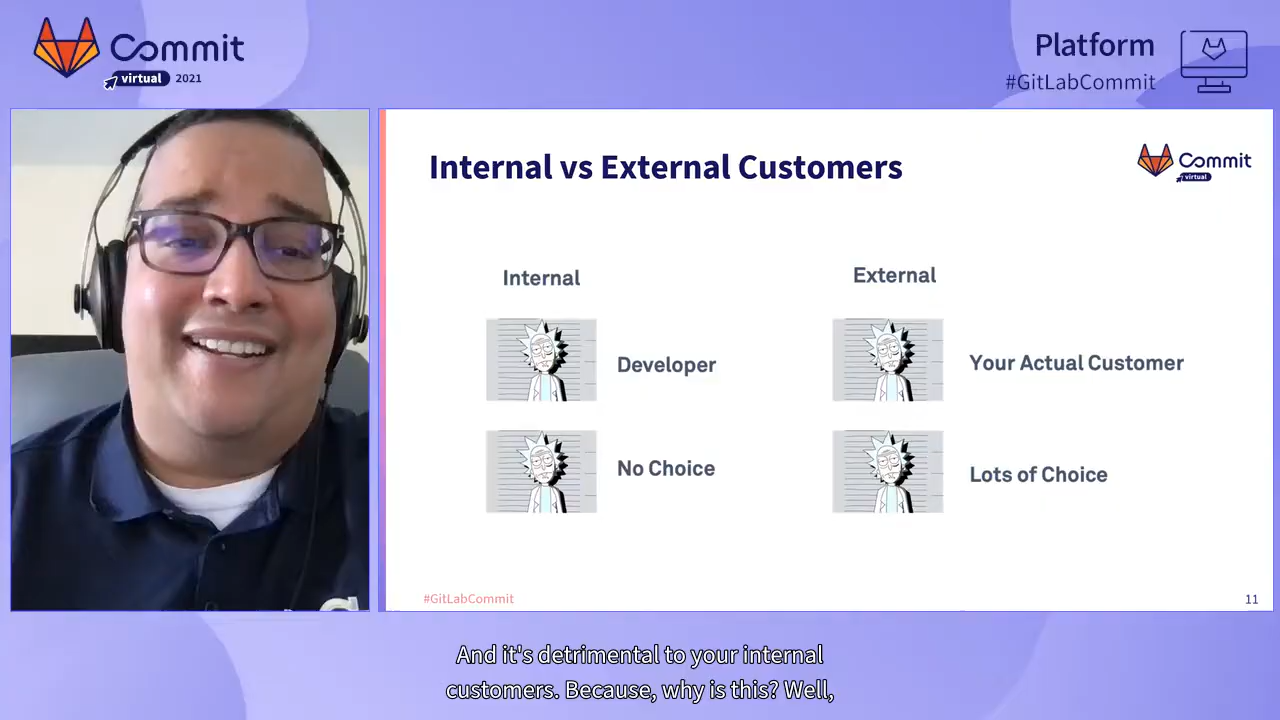 Commit
virtual 2021
Platform
#GitLabCommit
Internal vs External Customers
Commit
virtual
Internal
External
Developer
Your Actual Customer
No Choice
Lots of Choice
#GitLabCommit
11
And it's detrimental to your internal
customers. Because, why is this? Well,